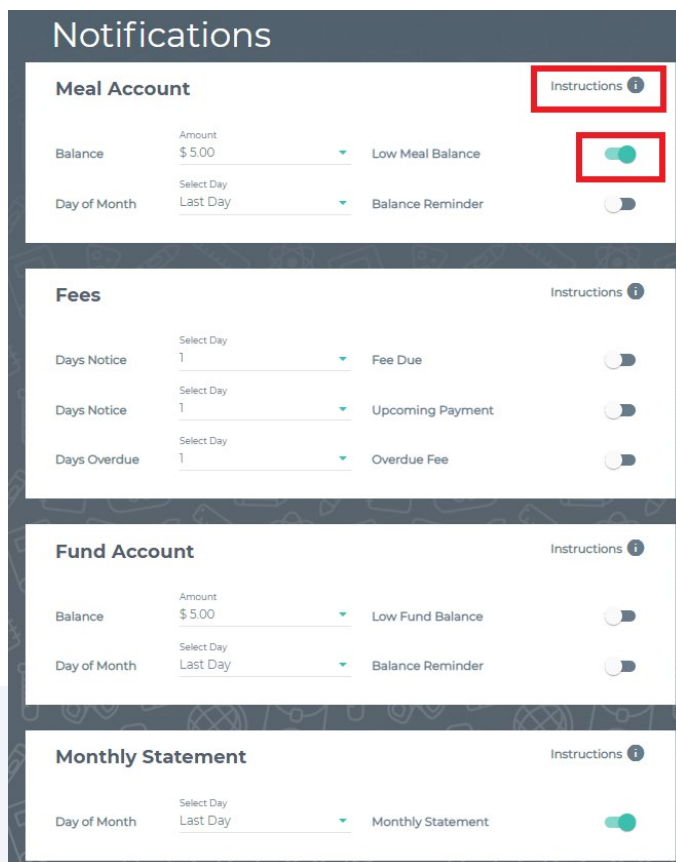 Notifications
Meal Account
Instructions
Amount
Balance $ 5.00 Low Meal Balance
Select Day
Day of Month Last Day Balance Reminder
Fees
Instructions
Select Day
Days Notice 1 Fee Due
Select Day
Days Notice 1 Upcoming Payment
Select Day
Days Overdue 1 Overdue Fee
Fund Account
Instructions
Amount
Balance $ 5.00 Low Fund Balance
Select Day
Day of Month Last Day Balance Reminder
Monthly Statement
Instructions
Select Day
Day of Month Last Day Monthly Statement